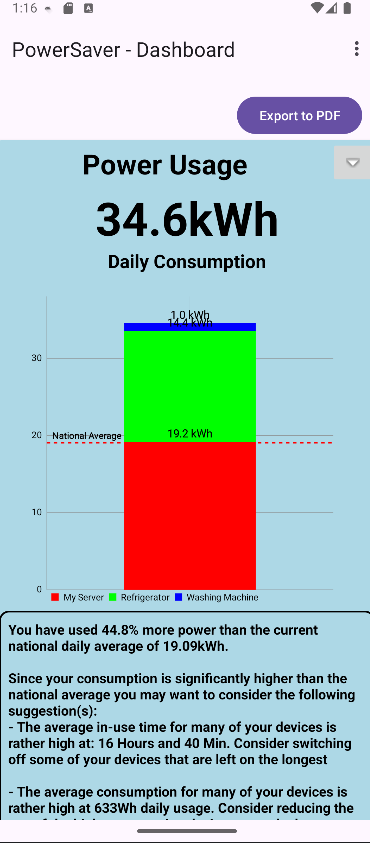 1:16
PowerSaver - Dashboard
Export to PDF
Power Usage
34.6kWh
Daily Consumption
1.0 kWh
14.4 kWh
30
19.2 kWh
20
National Average
10
0
My Server Refrigerator Washing Machine
You have used 44.8% more power than the current
national daily average of 19.09kWh.
Since your consumption is significantly higher than the
national average you may want to consider the following
suggestion(s):
- The average in-use time for many of your devices is
rather high at: 16 Hours and 40 Min. Consider switching
off some of your devices that are left on the longest
- The average consumption for many of your devices is
rather high at 633Wh daily usage. Consider reducing the